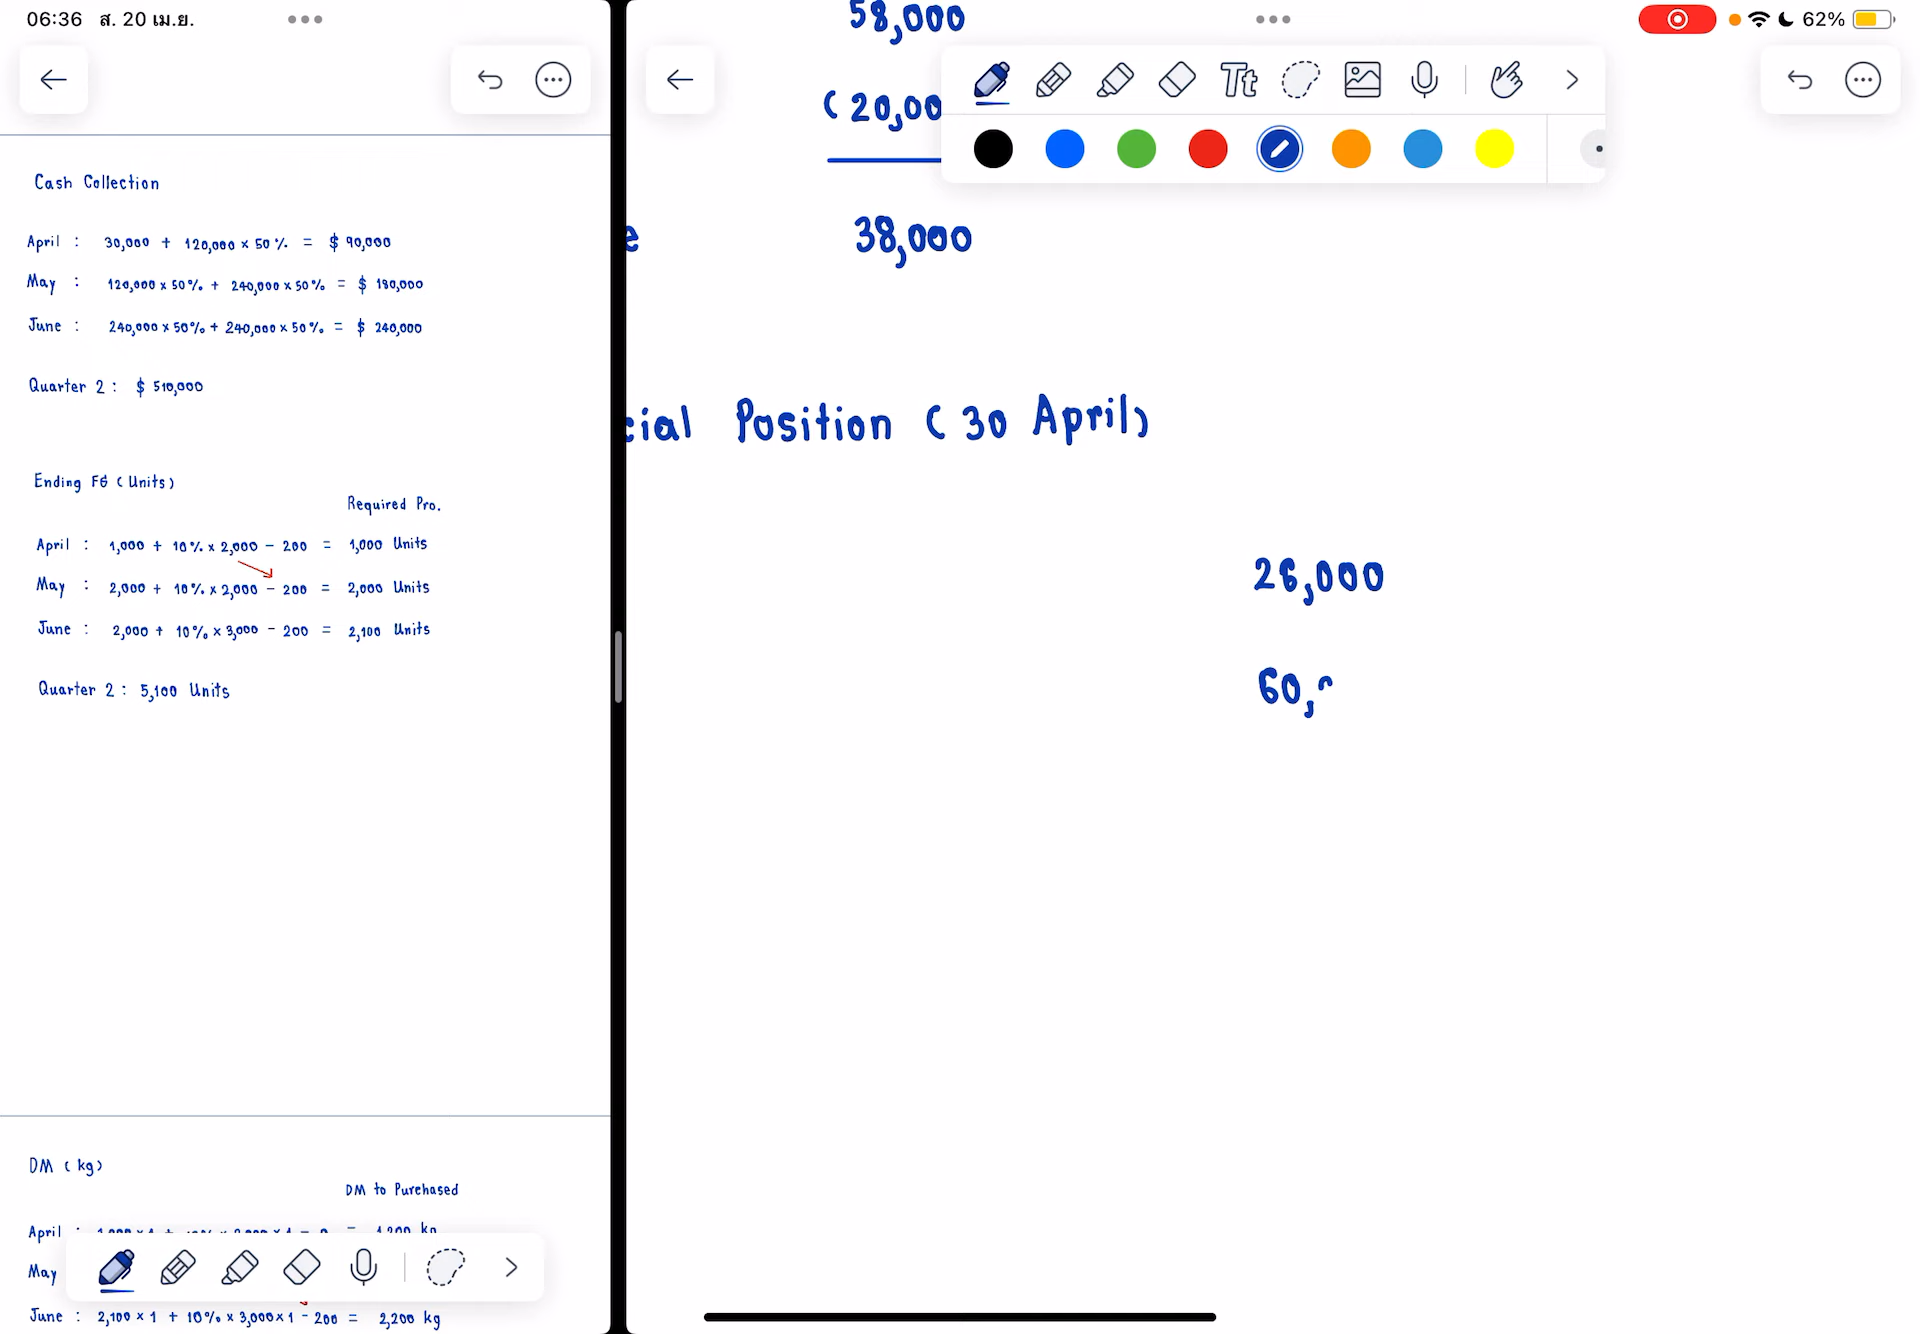 06:36 ส. 20 เม.ย.
62%
Cash Collection
April : 30,000 + 120,000 x 50% = $ 90,000
May : 120,000 x 50% + 240,000 x 50% = $ 180,000
June : 240,000 x 50% + 240,000 x 50% = $ 240,000
Quarter 2 : $ 510,000
Ending FG (Units)
Required Pro.
April : 1,000 + 10% x 2,000 - 200 = 1,000 Units
May : 2,000 + 10% x 2,000 - 200 = 2,000 Units
June : 2,000 + 10% x 3,000 - 200 = 2,100 Units
Quarter 2 : 5,100 Units
DM (kg)
DM to Purchased
April : = 1,200 kg
May
June : 2,100 x 1 + 10% x 3,000 x 1 - 200 = 2,200 kg
58,000
(20,00
Tt
e 38,000
cial Position (30 April)
26,000
60,